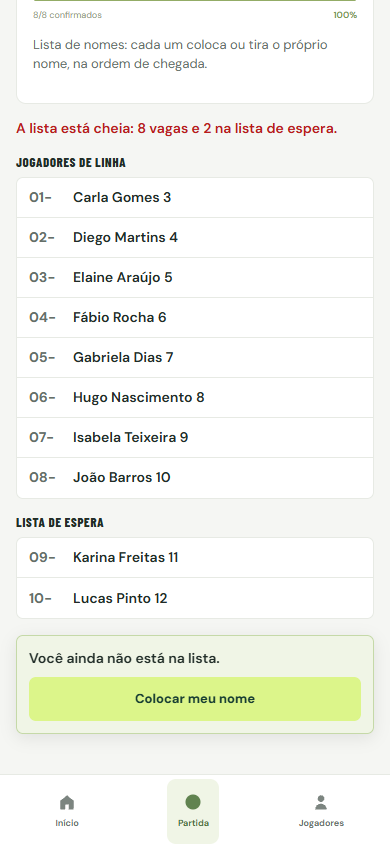 8/8 confirmados 100%
Lista de nomes: cada um coloca ou tira o próprio
nome, na ordem de chegada.
A lista está cheia: 8 vagas e 2 na lista de espera.
JOGADORES DE LINHA
01- Carla Gomes 3
02- Diego Martins 4
03- Elaine Araújo 5
04- Fábio Rocha 6
05- Gabriela Dias 7
06- Hugo Nascimento 8
07- Isabela Teixeira 9
08- João Barros 10
LISTA DE ESPERA
09- Karina Freitas 11
10- Lucas Pinto 12
Você ainda não está na lista.
Colocar meu nome
Início Partida Jogadores